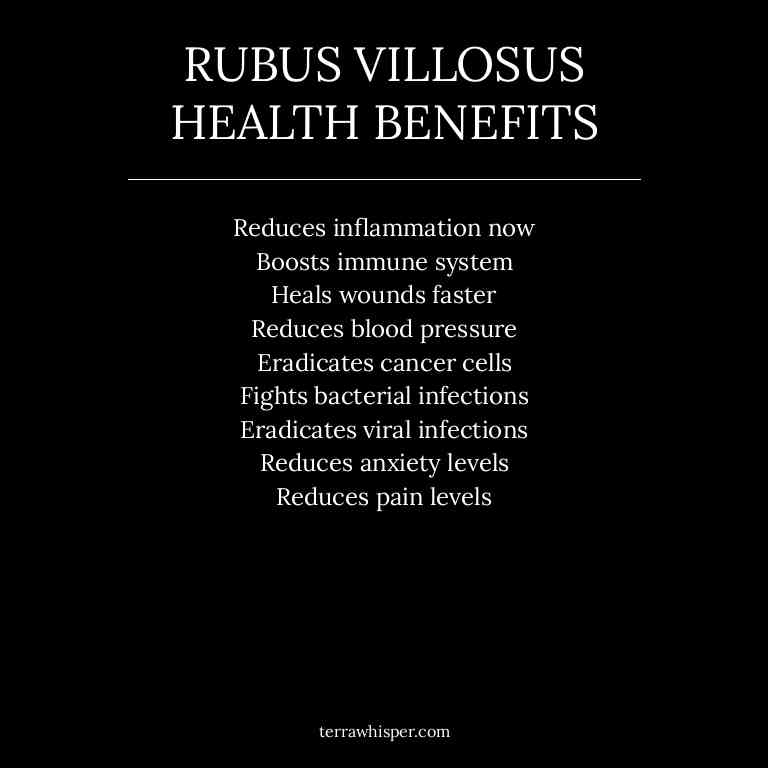 RUBUS VILLOSUS
HEALTH BENEFITS
Reduces inflammation now
Boosts immune system
Heals wounds faster
Reduces blood pressure
Eradicates cancer cells
Fights bacterial infections
Eradicates viral infections
Reduces anxiety levels
Reduces pain levels
terrawhisper.com